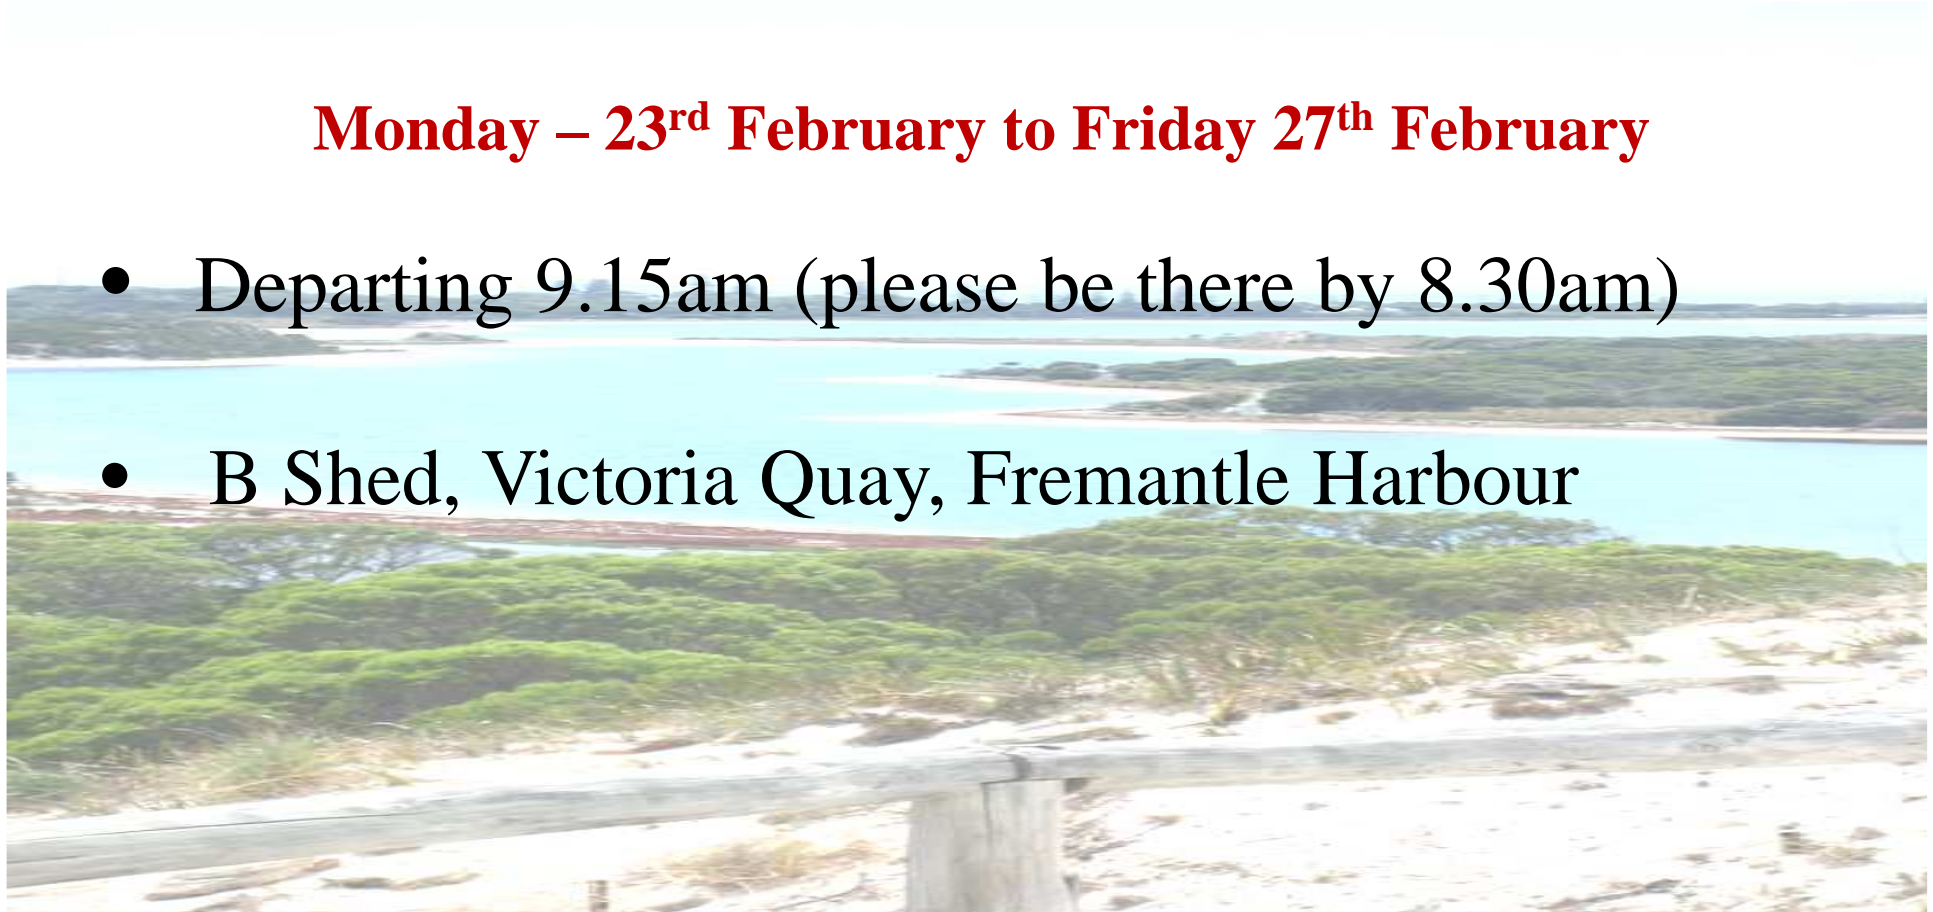 Monday – 23rd February to Friday 27th February
• Departing 9.15am (please be there by 8.30am)
• B Shed, Victoria Quay, Fremantle Harbour